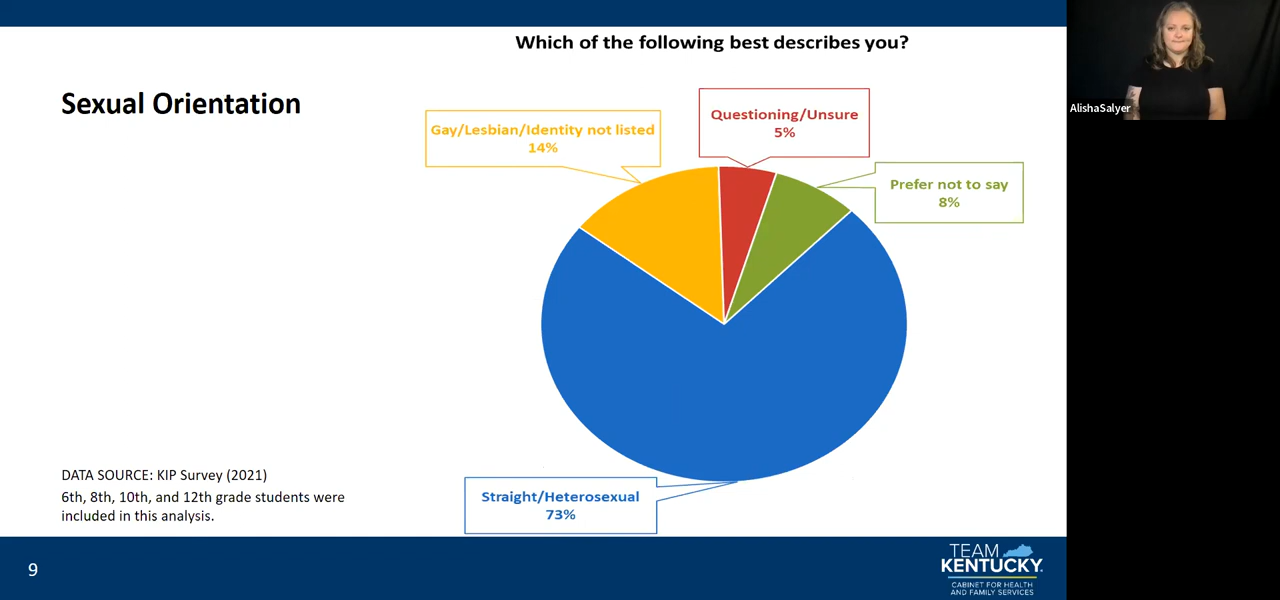 Which of the following best describes you?
Sexual Orientation
Gay/Lesbian/Identity not listed
14%
Questioning/Unsure
5%
Prefer not to say
8%
Straight/Heterosexual
73%
DATA SOURCE: KIP Survey (2021)
6th, 8th, 10th, and 12th grade students were
included in this analysis.
9
TEAM
KENTUCKY.
CABINET FOR HEALTH
AND FAMILY SERVICES
AlishaSalyer